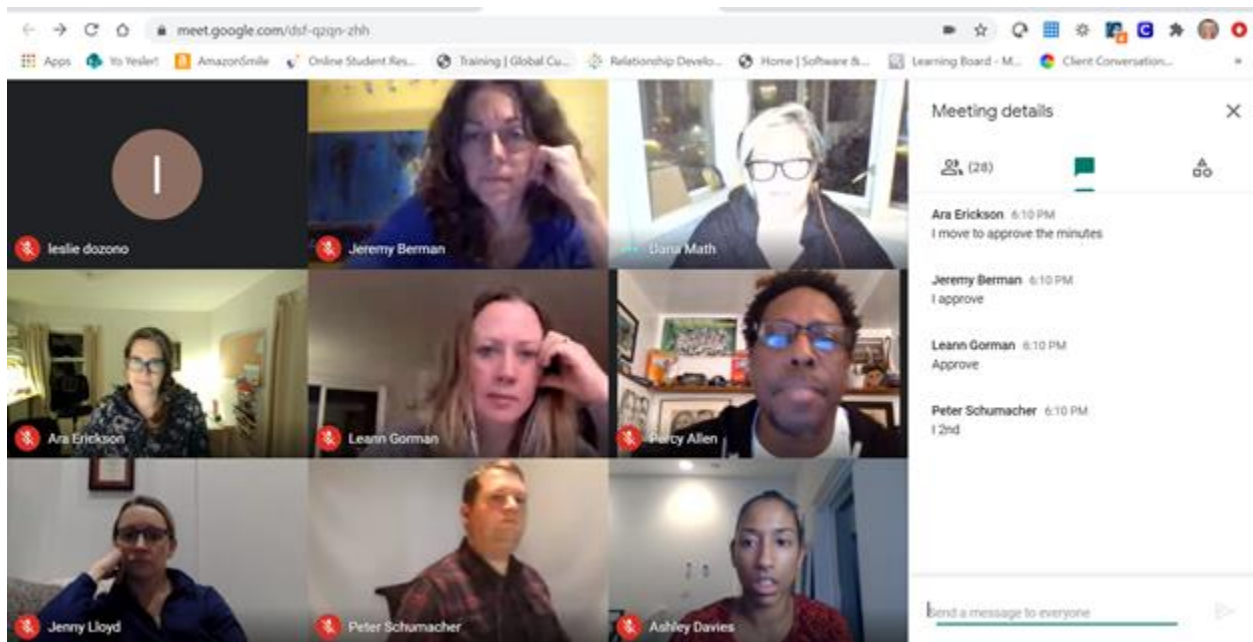 meet.google.com/dsf-qzqn-zhh
Apps
Yo Yesler!
AmazonSmile
Online Student Res...
Training | Global Cu...
Relationship Develo...
Home | Software &...
Learning Board - M...
Client Conversation...
»
I
leslie dozono
Jeremy Berman
Dana Math
Ara Erickson
Leann Gorman
Percy Allen
Jenny Lloyd
Peter Schumacher
Ashley Davies
Meeting details
(28)
Ara Erickson 6:10 PM
I move to approve the minutes
Jeremy Berman 6:10 PM
I approve
Leann Gorman 6:10 PM
Approve
Peter Schumacher 6:10 PM
I 2nd
Send a message to everyone